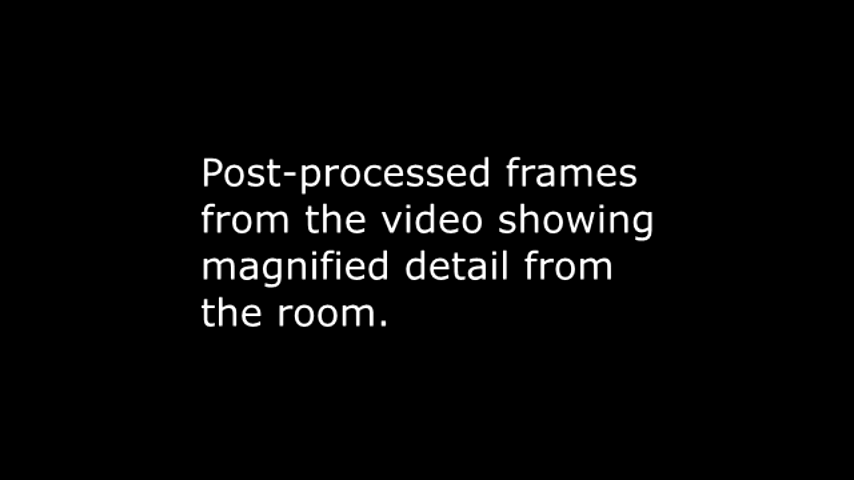 Post-processed frames
from the video showing
magnified detail from
the room.